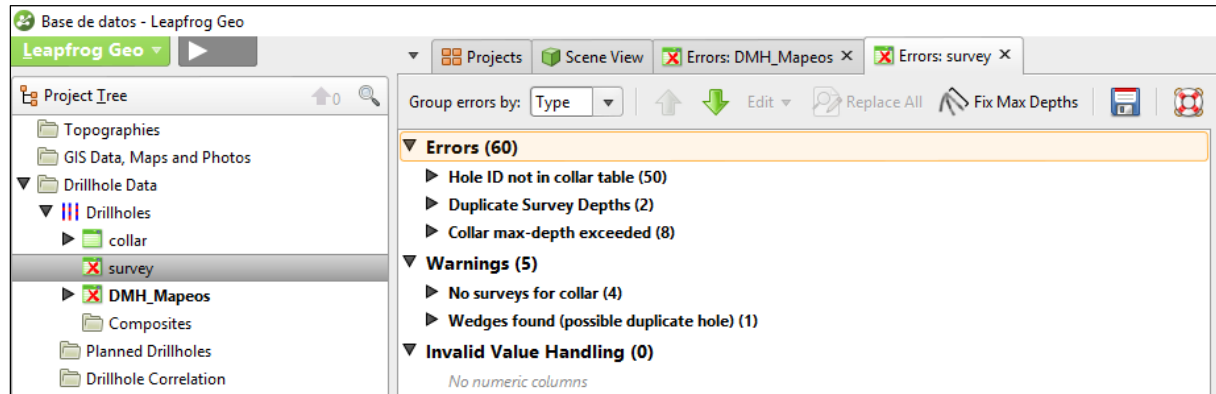 Base de datos - Leapfrog Geo
Leapfrog Geo
Projects
Scene View
Errors: DMH_Mapeos
Errors: survey
Project Tree
0
Group errors by:
Type
Edit
Replace All
Fix Max Depths
Topographies
GIS Data, Maps and Photos
Drillhole Data
Drillholes
collar
survey
DMH_Mapeos
Composites
Planned Drillholes
Drillhole Correlation
Errors (60)
Hole ID not in collar table (50)
Duplicate Survey Depths (2)
Collar max-depth exceeded (8)
Warnings (5)
No surveys for collar (4)
Wedges found (possible duplicate hole) (1)
Invalid Value Handling (0)
No numeric columns